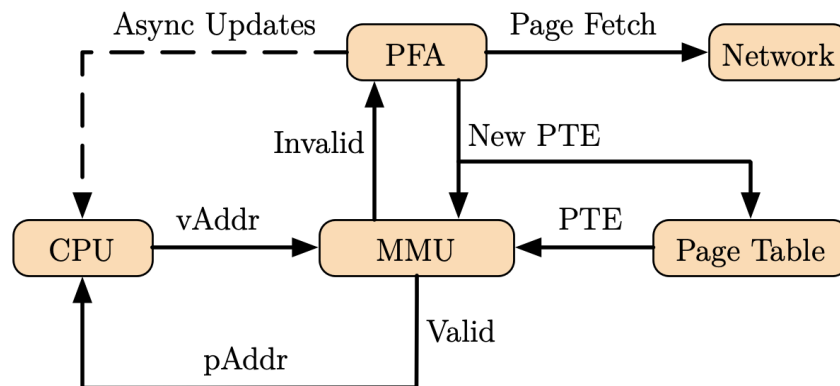 Async Updates
PFA
Page Fetch
Network
Invalid
New PTE
CPU
vAddr
MMU
PTE
Page Table
Valid
pAddr